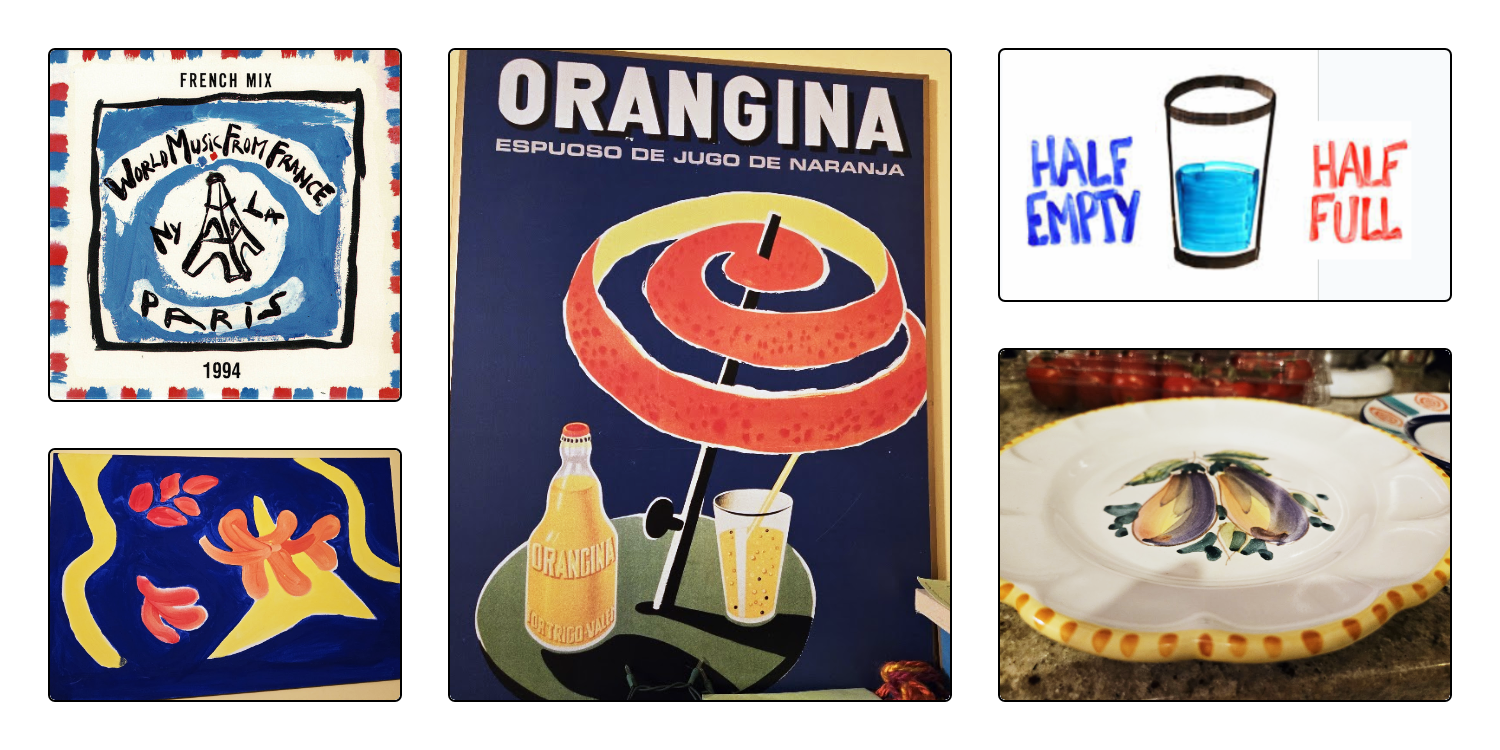 FRENCH MIX
WORLD MUSIC FROM FRANCE
NY
LA
PARIS
1994
ORANGINA
ESPUOSO DE JUGO DE NARANJA
ORANGINA
HALF
EMPTY
HALF
FULL